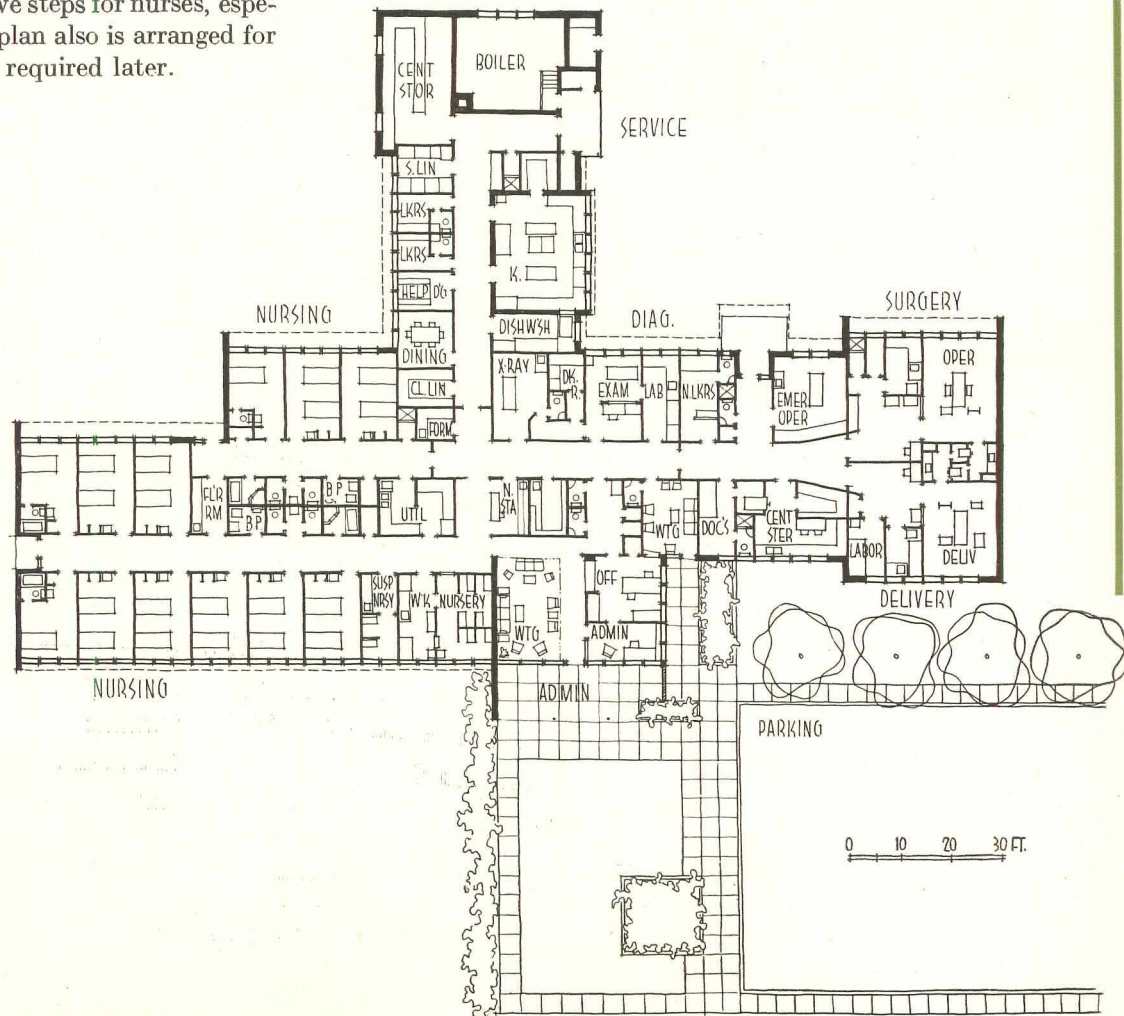 ve steps for nurses, espe-
plan also is arranged for
required later.
CENT
STOR
BOILER
SERVICE
S. LIN
LKRS
LKRS
K.
HELP D'G
NURSING
DISHW'SH
DIAG.
SURGERY
DINING
X-RAY
DK.
R.
EXAM
LAB
N.LKRS
EMER
OPER
OPER
CL. LIN
FORM
FL'R
RM
B P
B P
UTIL
N.
STA
WTG
DOC'S
CENT
STER
LABOR
DELIV
SUSP
NRSY
W'K
NURSERY
WTG
OFF
ADMIN
DELIVERY
NURSING
ADMIN
PARKING
0 10 20 30 FT.